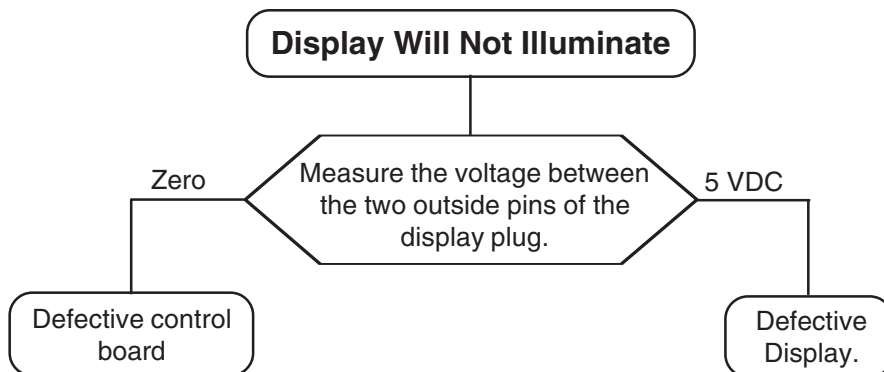 Display Will Not Illuminate
Zero
Measure the voltage between
the two outside pins of the
display plug.
5 VDC
Defective control
board
Defective
Display.